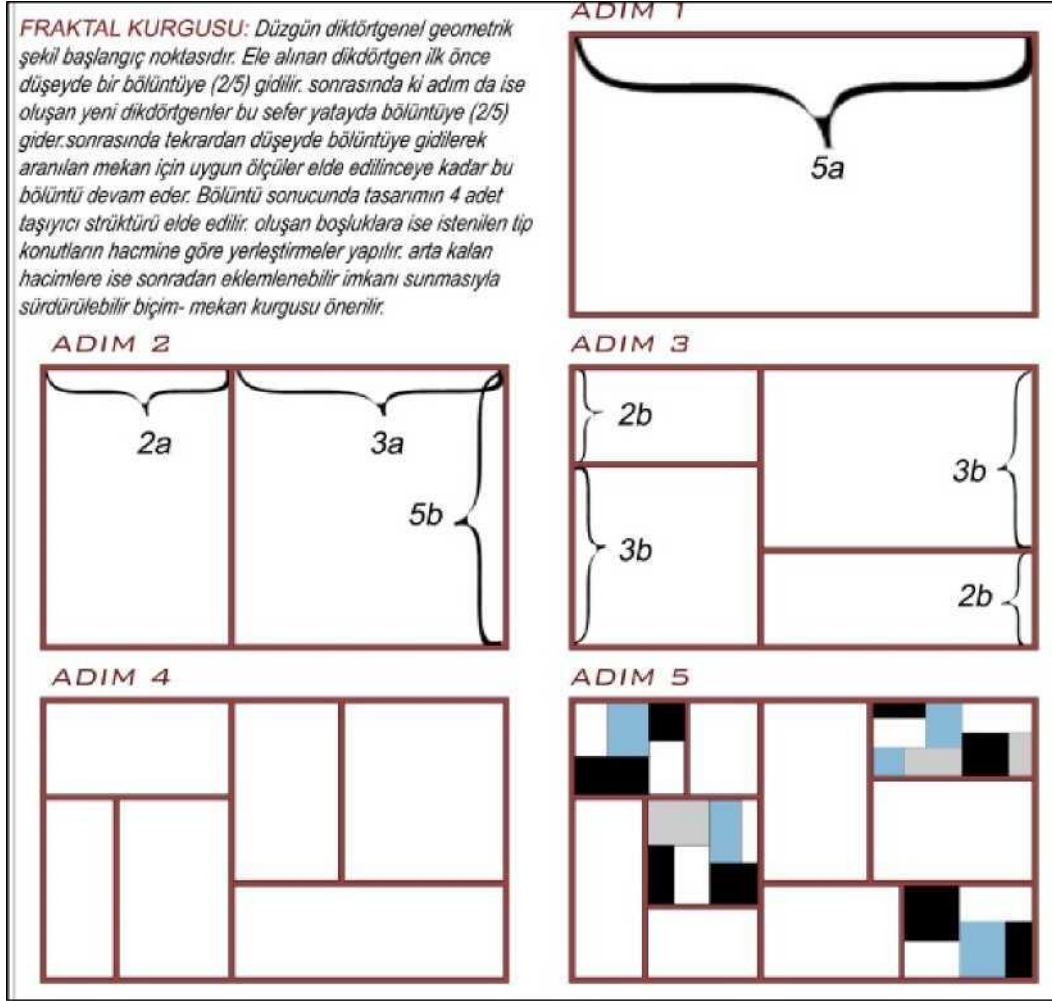 FRAKTAL KURGUSU: Düzgün diktörtgenel geometrik
şekil başlangıç noktasıdır. Ele alınan dikdörtgen ilk önce
düşeyde bir bölüntüye (2/5) gidilir. sonrasında ki adım da ise
oluşan yeni dikdörtgenler bu sefer yatayda bölüntüye (2/5)
gider.sonrasında tekrardan düşeyde bölüntüye gidilerek
aranılan mekan için uygun ölçüler elde edilinceye kadar bu
bölüntü devam eder. Bölüntü sonucunda tasarımın 4 adet
taşıyıcı strüktürü elde edilir. oluşan boşluklara ise istenilen tip
konutların hacmine göre yerleştirmeler yapılır. arta kalan
hacimlere ise sonradan eklemlenebilir imkanı sunmasıyla
sürdürülebilir biçim- mekan kurgusu önerilir.
ADIM 1
5a
ADIM 2
2a
3a
5b
ADIM 3
2b
3b
3b
2b
ADIM 4
ADIM 5